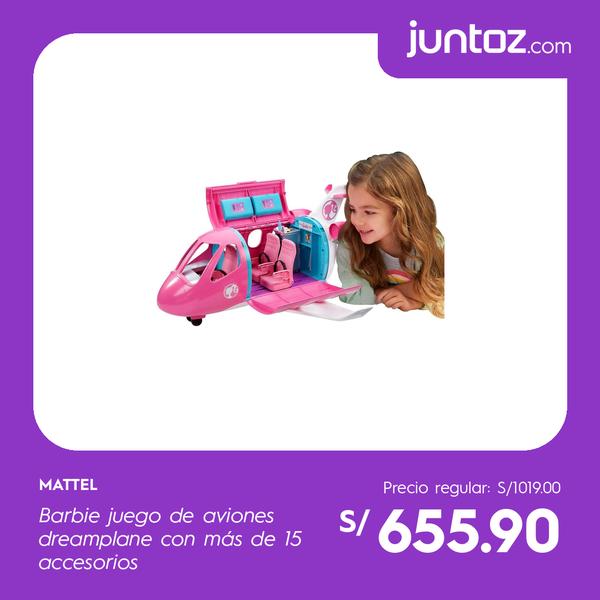 juntoz.com
MATTEL
Barbie juego de aviones
dreamplane con más de 15
accesorios
Precio regular: S/1019.00
S/ 655.90